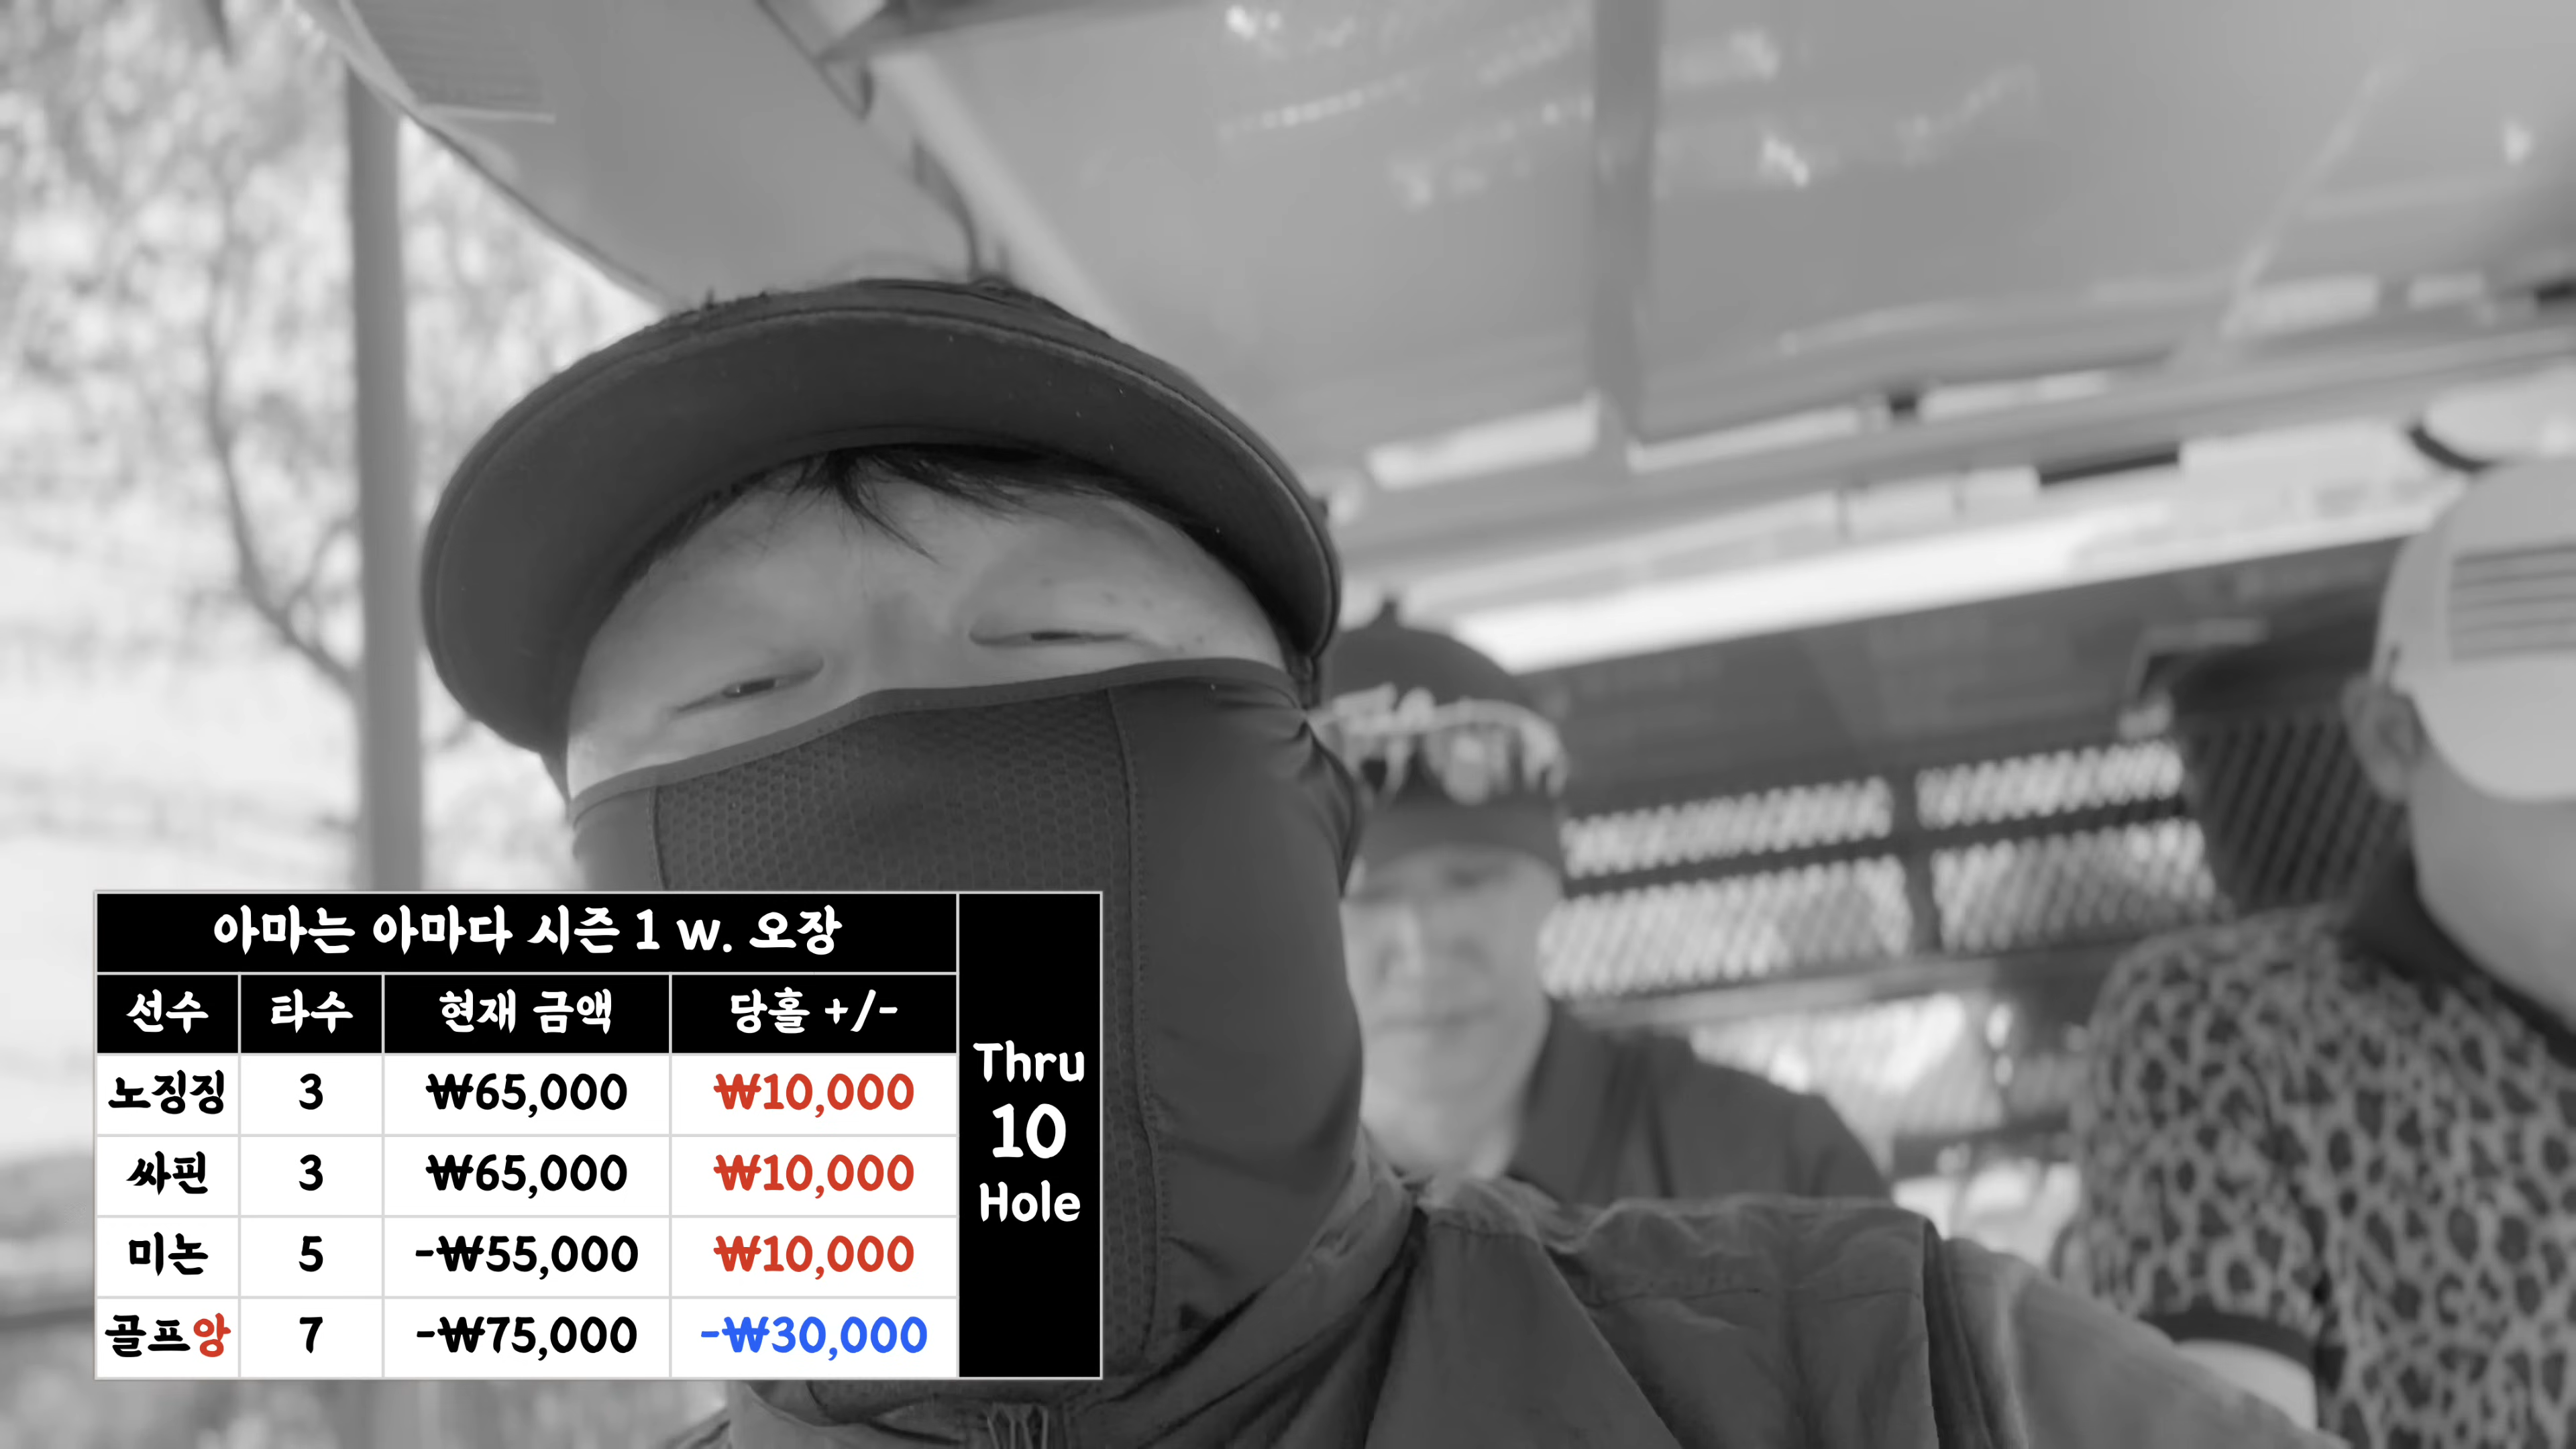 아마는 아마다 시즌 1 w. 오장
선수 타수 현재 금액 당홀 +/-
노징징 3 ₩65,000 ₩10,000
싸핀 3 ₩65,000 ₩10,000
미논 5 -₩55,000 ₩10,000
골프앙 7 -₩75,000 -₩30,000
Thru
10
Hole